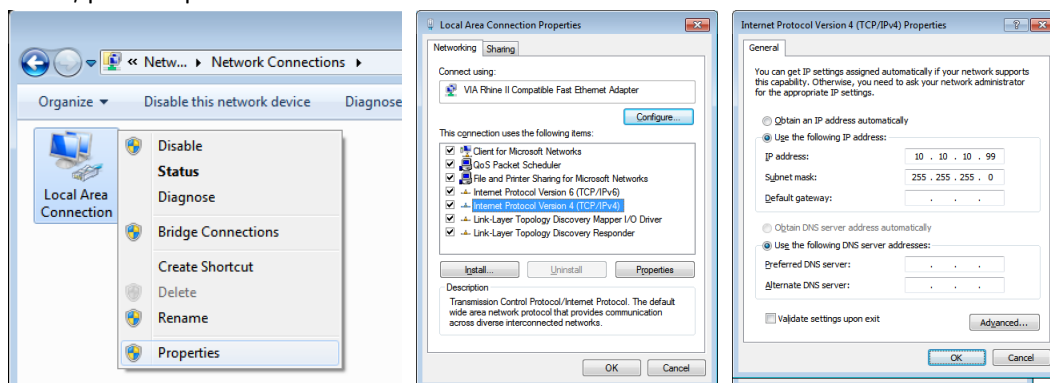 Netw... Network Connections
Organize Disable this network device Diagnose
Local Area
Connection
Disable
Status
Diagnose
Bridge Connections
Create Shortcut
Delete
Rename
Properties
Local Area Connection Properties
Networking Sharing
Connect using:
VIA Rhine II Compatible Fast Ethernet Adapter
Configure...
This connection uses the following items:
Client for Microsoft Networks
QoS Packet Scheduler
File and Printer Sharing for Microsoft Networks
Internet Protocol Version 6 (TCP/IPv6)
Internet Protocol Version 4 (TCP/IPv4)
Link-Layer Topology Discovery Mapper I/O Driver
Link-Layer Topology Discovery Responder
Install... Uninstall Properties
Description
Transmission Control Protocol/Internet Protocol. The default
wide area network protocol that provides communication
across diverse interconnected networks.
OK Cancel
Internet Protocol Version 4 (TCP/IPv4) Properties
General
You can get IP settings assigned automatically if your network supports
this capability. Otherwise, you need to ask your network administrator
for the appropriate IP settings.
Obtain an IP address automatically
Use the following IP address:
IP address: 10 . 10 . 10 . 99
Subnet mask: 255 . 255 . 255 . 0
Default gateway: . . .
Obtain DNS server address automatically
Use the following DNS server addresses:
Preferred DNS server: . . .
Alternate DNS server: . . .
Validate settings upon exit
Advanced...
OK Cancel